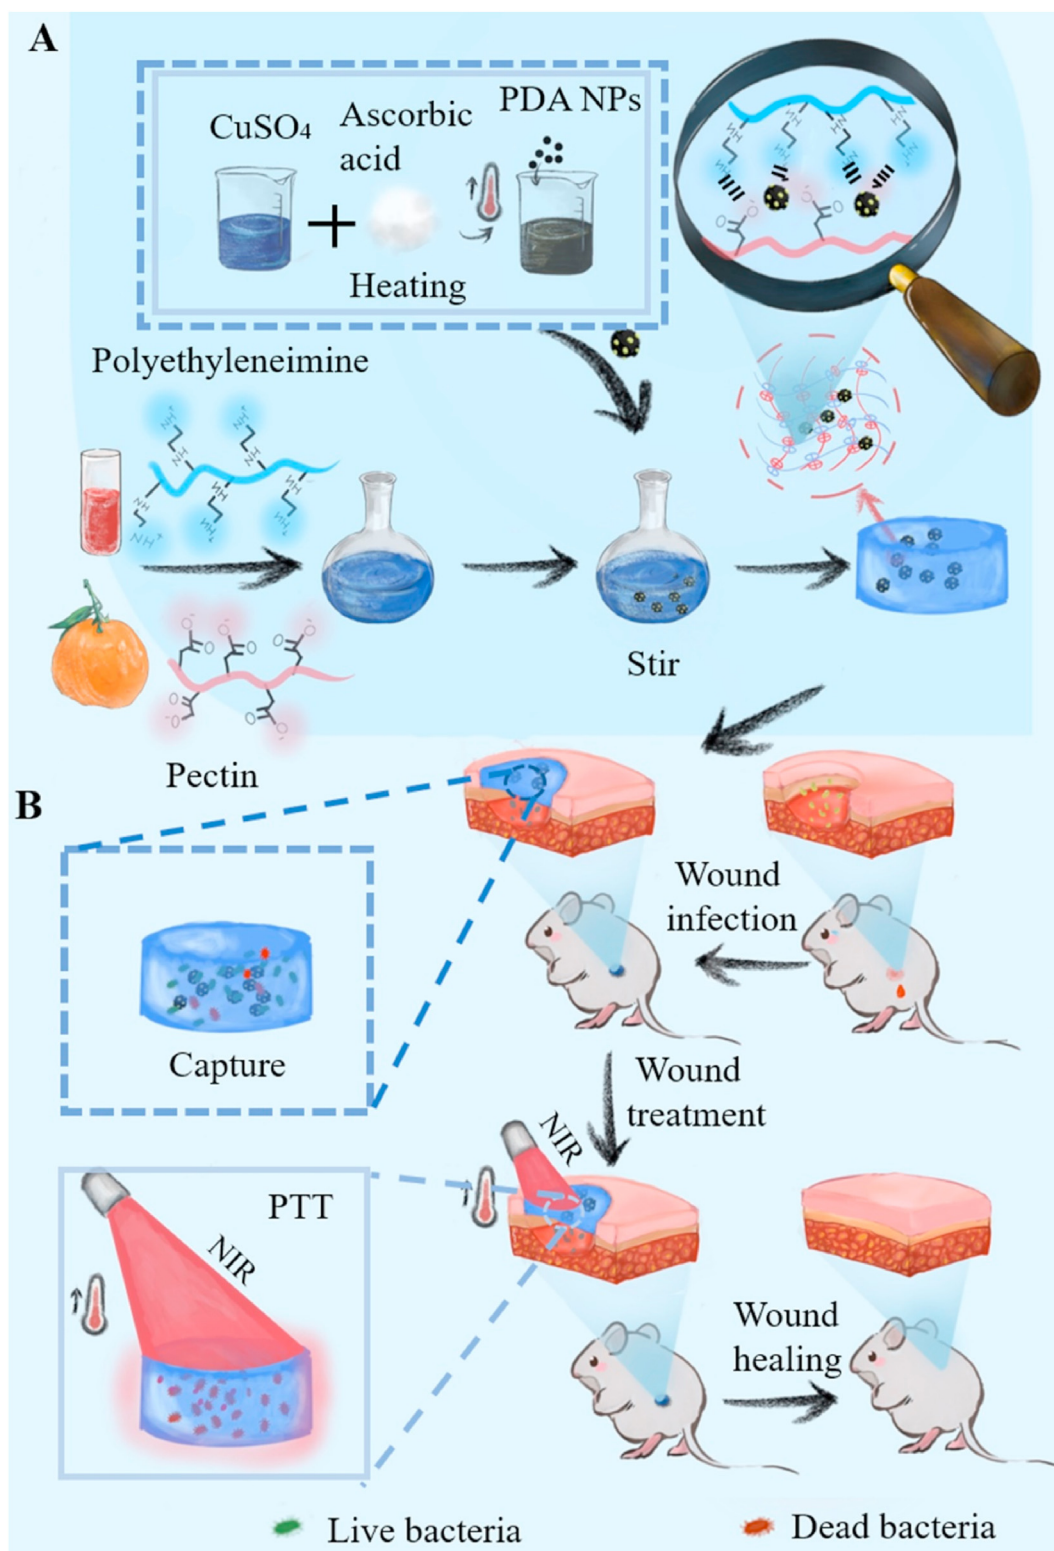 A
CuSO4
Ascorbic
acid
PDA NPs
Heating
Polyethyleneimine
Stir
Pectin
B
Wound
infection
Capture
Wound
treatment
NIR
PTT
NIR
Wound
healing
Live bacteria
Dead bacteria